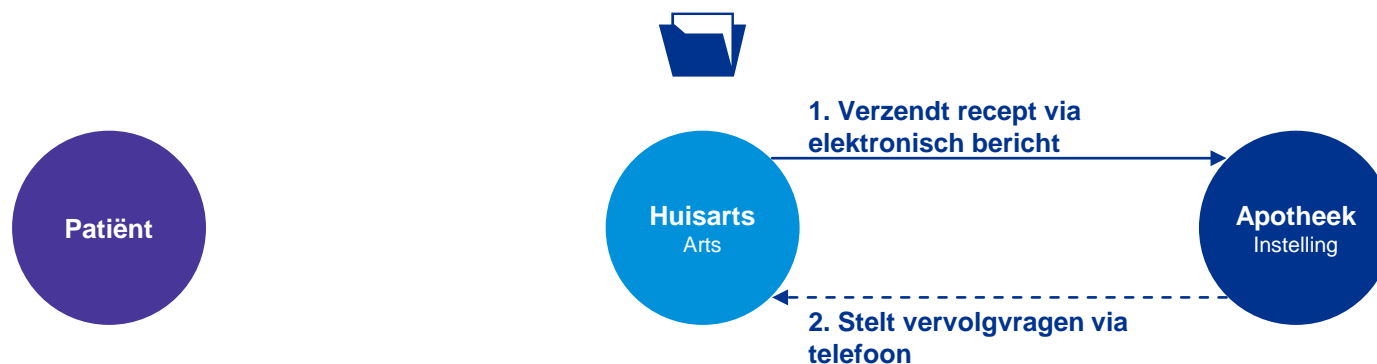 1. Verzendt recept via
elektronisch bericht
Patiënt
Huisarts
Arts
Apotheek
Instelling
2. Stelt vervolgvragen via
telefoon